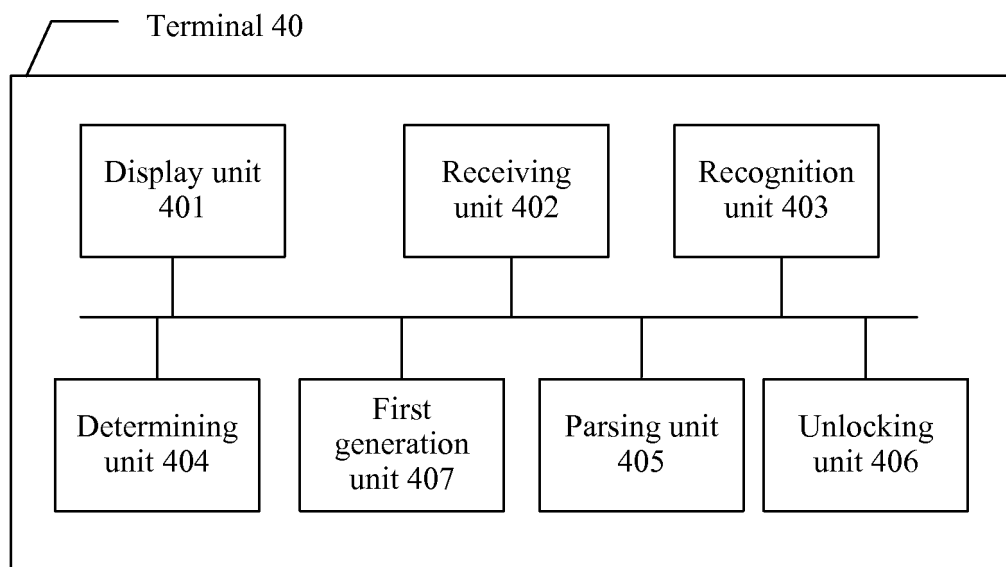 Terminal 40
Display unit
401
Receiving
unit 402
Recognition
unit 403
Determining
unit 404
First
generation
unit 407
Parsing unit
405
Unlocking
unit 406